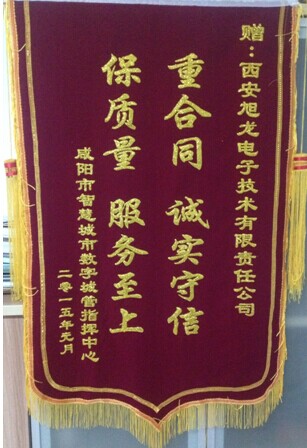 赠：西安旭龙电子技术有限责任公司
重合同 诚实守信
保质量 服务至上
咸阳市智慧城市数字城管指挥中心
二零一五年元月